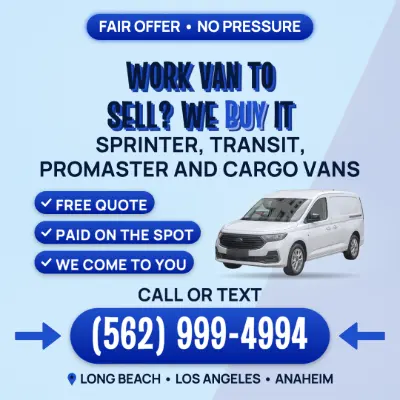 FAIR OFFER • NO PRESSURE
WORK VAN TO
SELL? WE BUY IT
SPRINTER, TRANSIT,
PROMASTER AND CARGO VANS
✓ FREE QUOTE
✓ PAID ON THE SPOT
✓ WE COME TO YOU
CALL OR TEXT
(562) 999-4994
LONG BEACH • LOS ANGELES • ANAHEIM